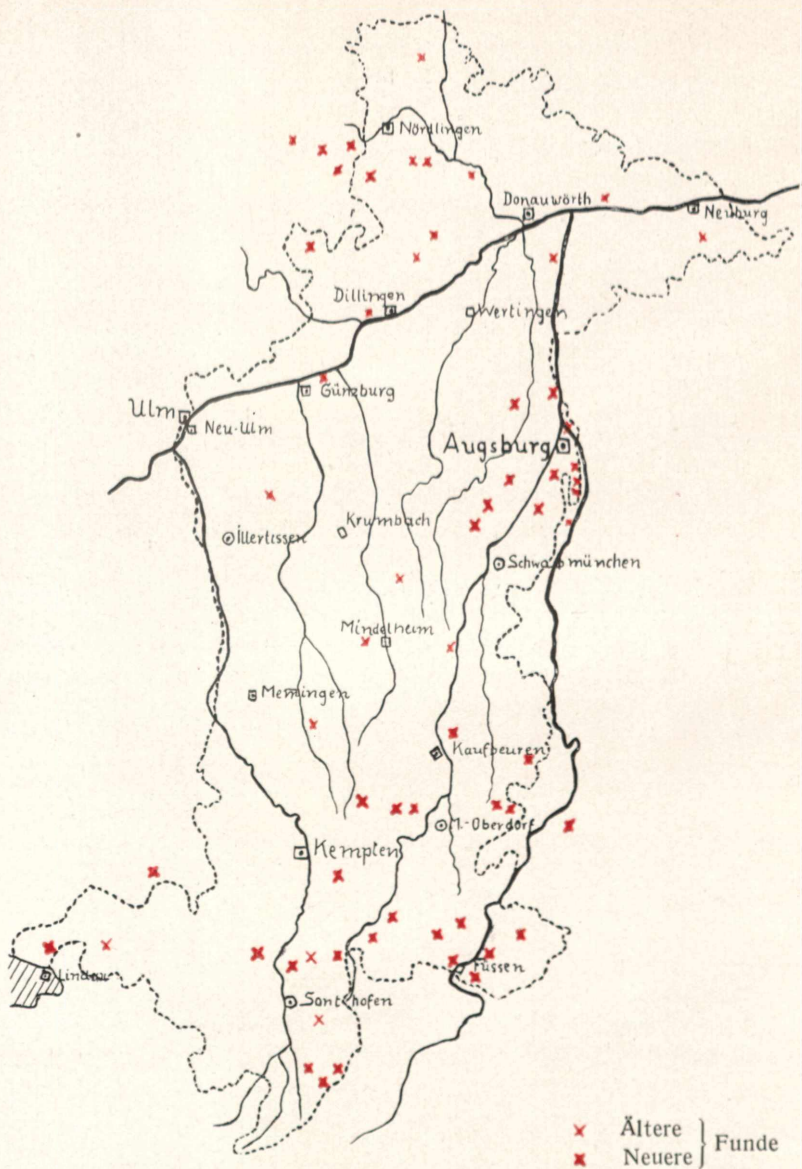 Nördlingen
Donauwörth
Neuburg
Dillingen
Wertingen
Günzburg
Ulm
Neu-Ulm
Augsburg
Krumbach
Illertissen
Schwabmünchen
Mindelheim
Memmingen
Kaufbeuren
M.-Oberdorf
Kempten
Lindau
Füssen
Sonthofen
Ältere
Neuere
Funde